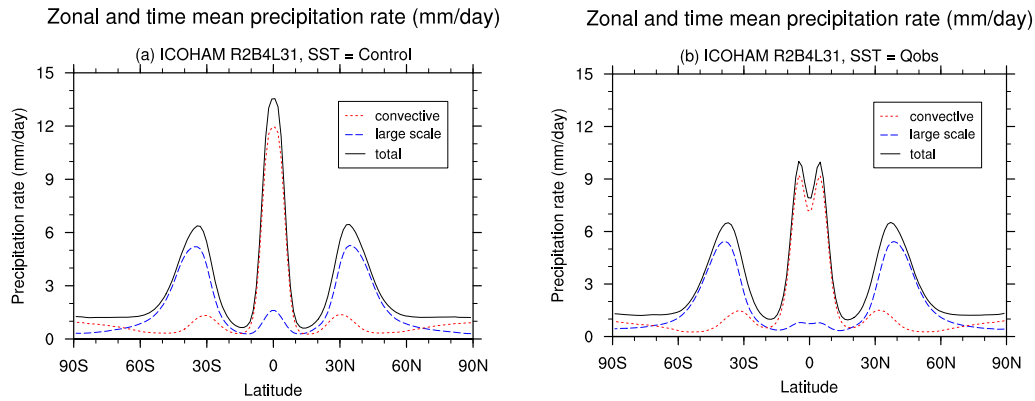 Zonal and time mean precipitation rate (mm/day)
(a) ICOHAM R2B4L31, SST = Control
Precipitation rate (mm/day)
15
12
9
6
3
0
convective
large scale
total
90S 60S 30S 0 30N 60N 90N
Latitude
Zonal and time mean precipitation rate (mm/day)
(b) ICOHAM R2B4L31, SST = Qobs
Precipitation rate (mm/day)
15
12
9
6
3
0
convective
large scale
total
90S 60S 30S 0 30N 60N 90N
Latitude